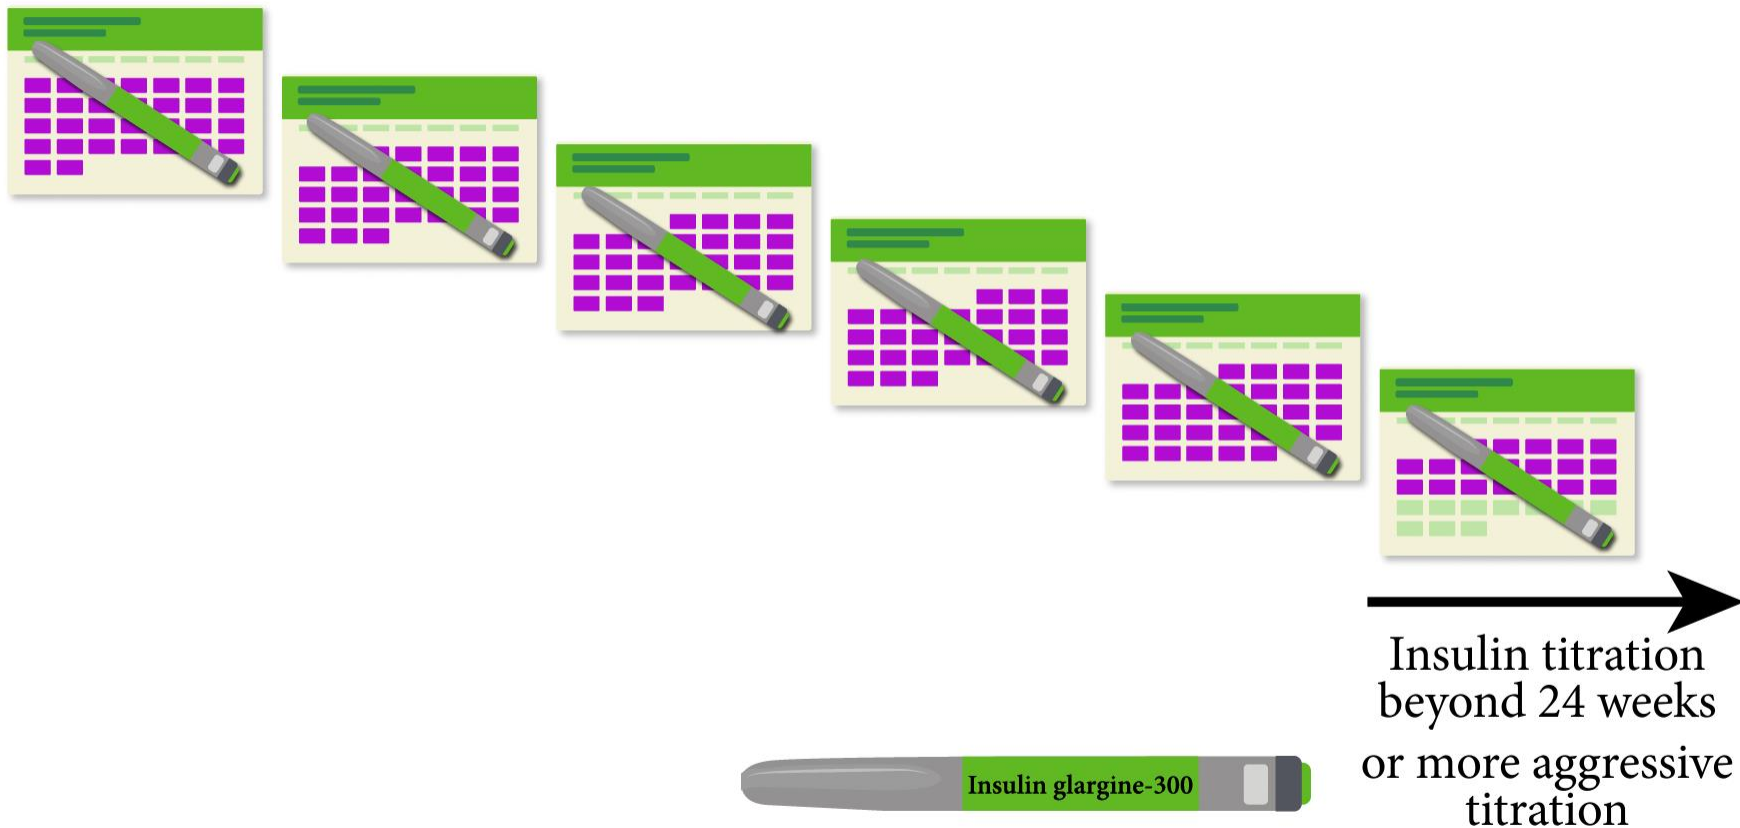 Insulin titration
beyond 24 weeks
or more aggressive
titration
Insulin glargine-300